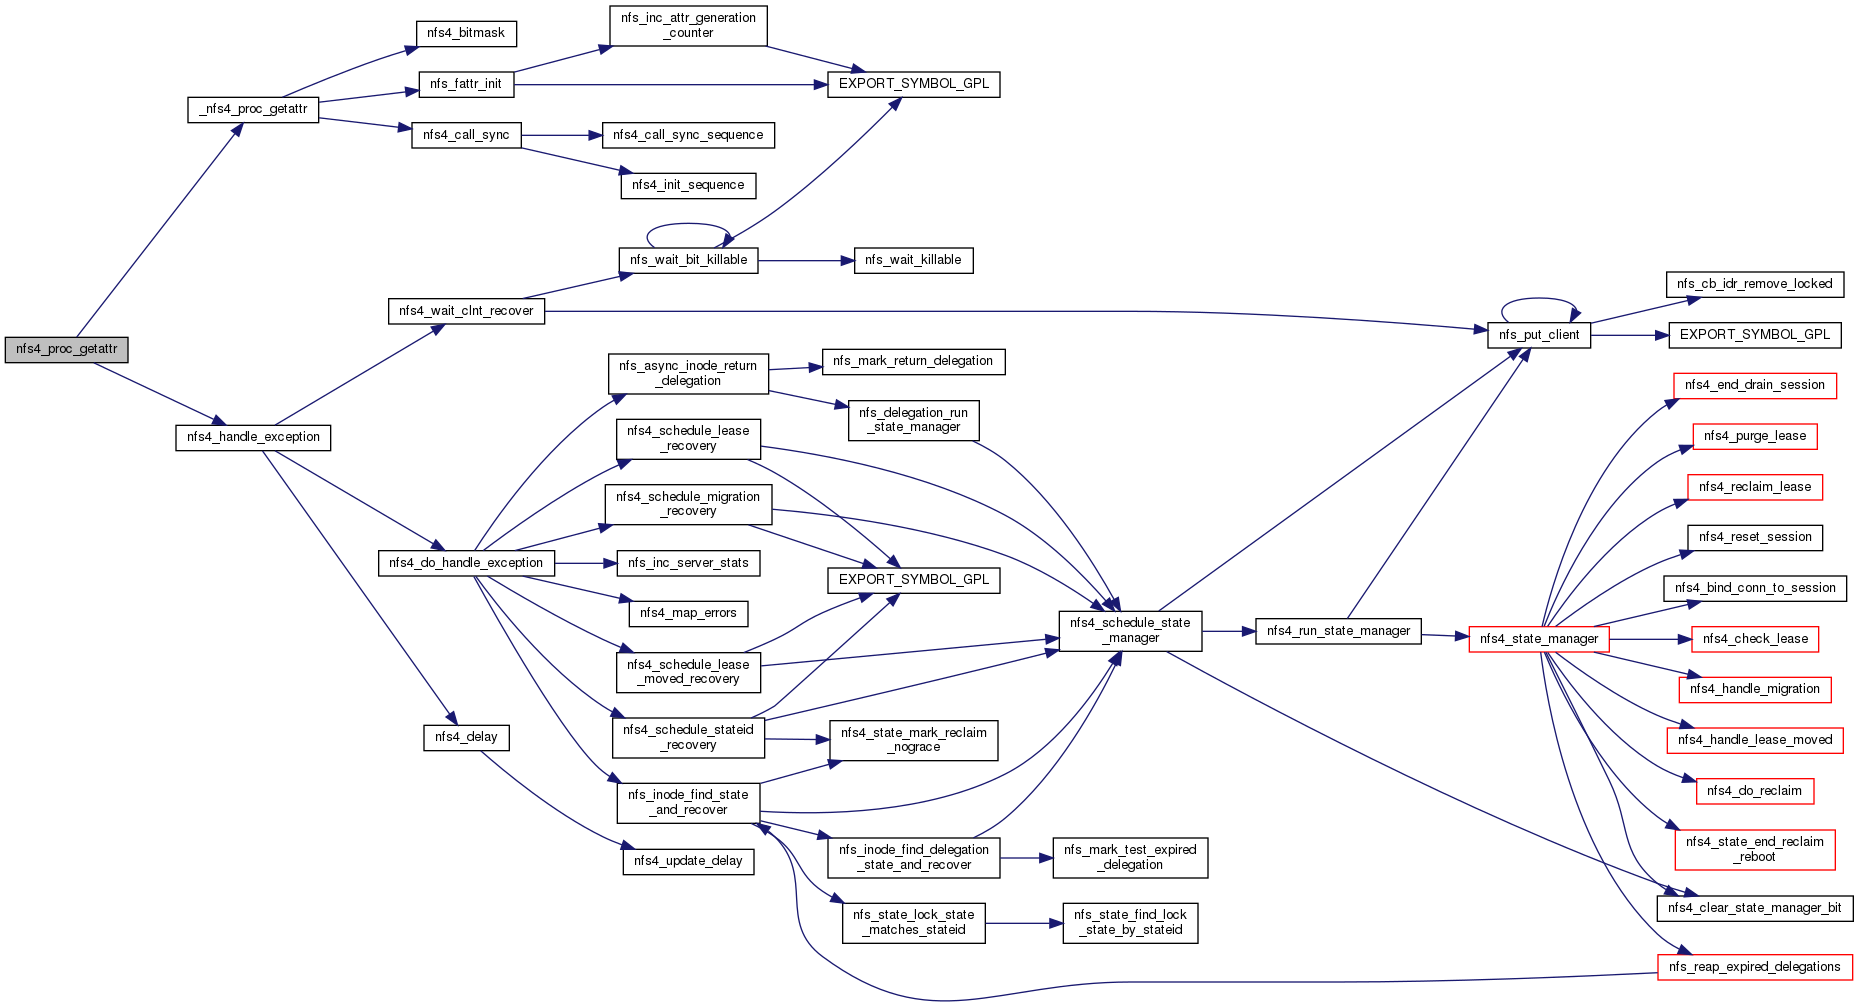 nfs4_proc_getattr
_nfs4_proc_getattr
nfs4_handle_exception
nfs4_bitmask
nfs_fattr_init
nfs4_call_sync
nfs4_wait_clnt_recover
nfs4_do_handle_exception
nfs4_delay
nfs_inc_attr_generation
_counter
nfs4_call_sync_sequence
nfs4_init_sequence
nfs_wait_bit_killable
nfs_async_inode_return
_delegation
nfs4_schedule_lease
_recovery
nfs4_schedule_migration
_recovery
nfs_inc_server_stats
nfs4_map_errors
nfs4_schedule_lease
_moved_recovery
nfs4_schedule_stateid
_recovery
nfs_inode_find_state
_and_recover
nfs4_update_delay
EXPORT_SYMBOL_GPL
nfs_wait_killable
nfs_mark_return_delegation
nfs_delegation_run
_state_manager
EXPORT_SYMBOL_GPL
nfs4_state_mark_reclaim
_nograce
nfs_inode_find_delegation
_state_and_recover
nfs_state_lock_state
_matches_stateid
nfs4_schedule_state
_manager
nfs_mark_test_expired
_delegation
nfs_state_find_lock
_state_by_stateid
nfs4_run_state_manager
nfs_put_client
nfs4_state_manager
nfs_cb_idr_remove_locked
EXPORT_SYMBOL_GPL
nfs4_end_drain_session
nfs4_purge_lease
nfs4_reclaim_lease
nfs4_reset_session
nfs4_bind_conn_to_session
nfs4_check_lease
nfs4_handle_migration
nfs4_handle_lease_moved
nfs4_do_reclaim
nfs4_state_end_reclaim
_reboot
nfs4_clear_state_manager_bit
nfs_reap_expired_delegations